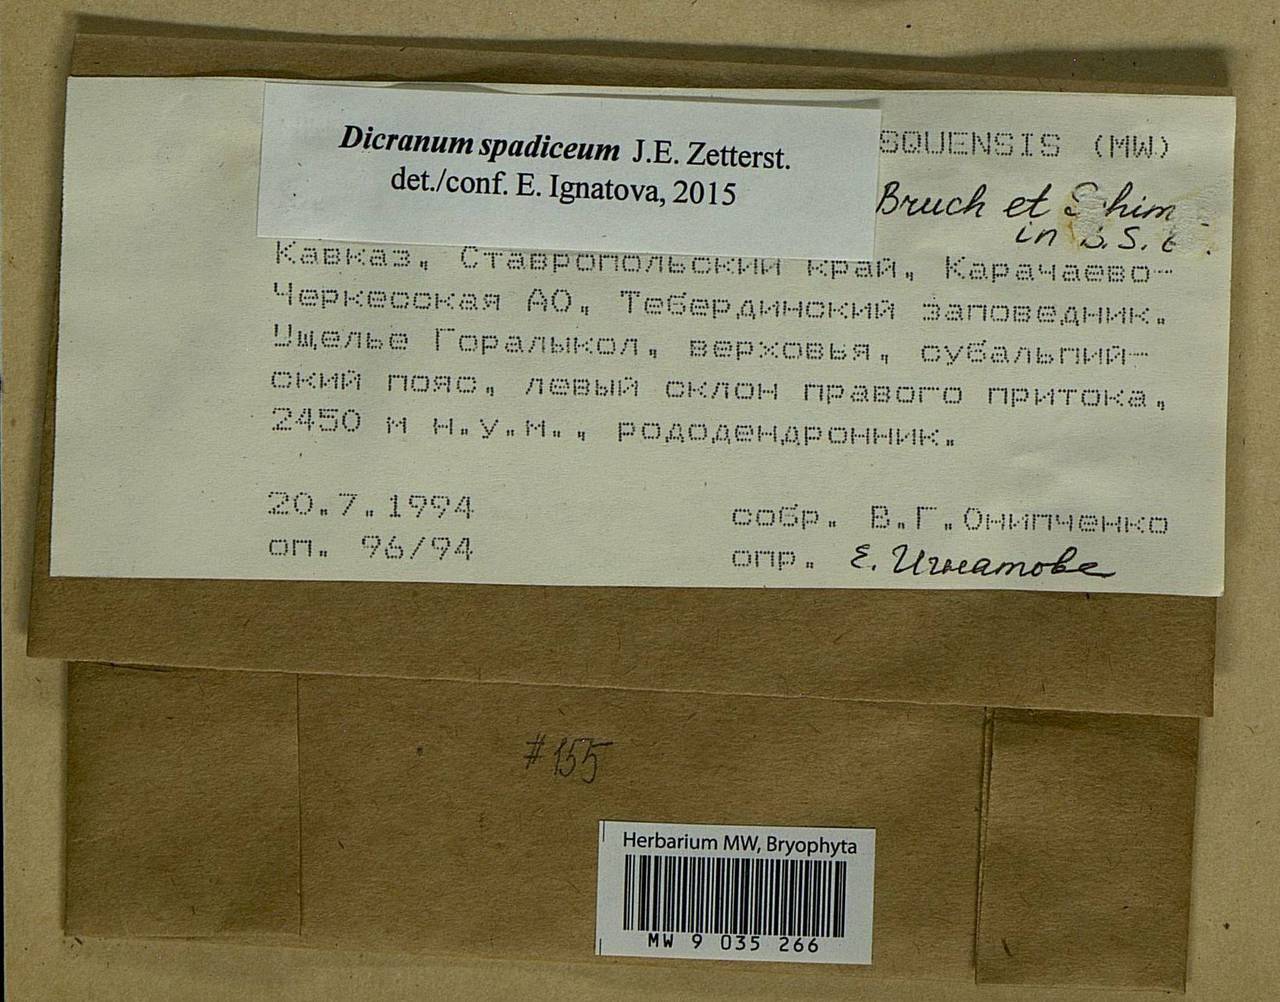 Dicranum spadiceum J.E. Zetterst.
det./conf. E. Ignatova, 2015
SQUENSIS (MW)
Bruch et Schim
in B.S.
Кавказ, Ставропольский край, Карачаево-
Черкесская АО, Тебердинский заповедник.
Ущелье Горалыкол, верховья, субальпий-
ский пояс, левый склон правого притока,
2450 м н.у.м., рододендронник.
20.7.1994
собр. В.Г.Онипченко
оп. 96/94
опр. Е. Игнатова
#155
Herbarium MW, Bryophyta
MW 9 035 266